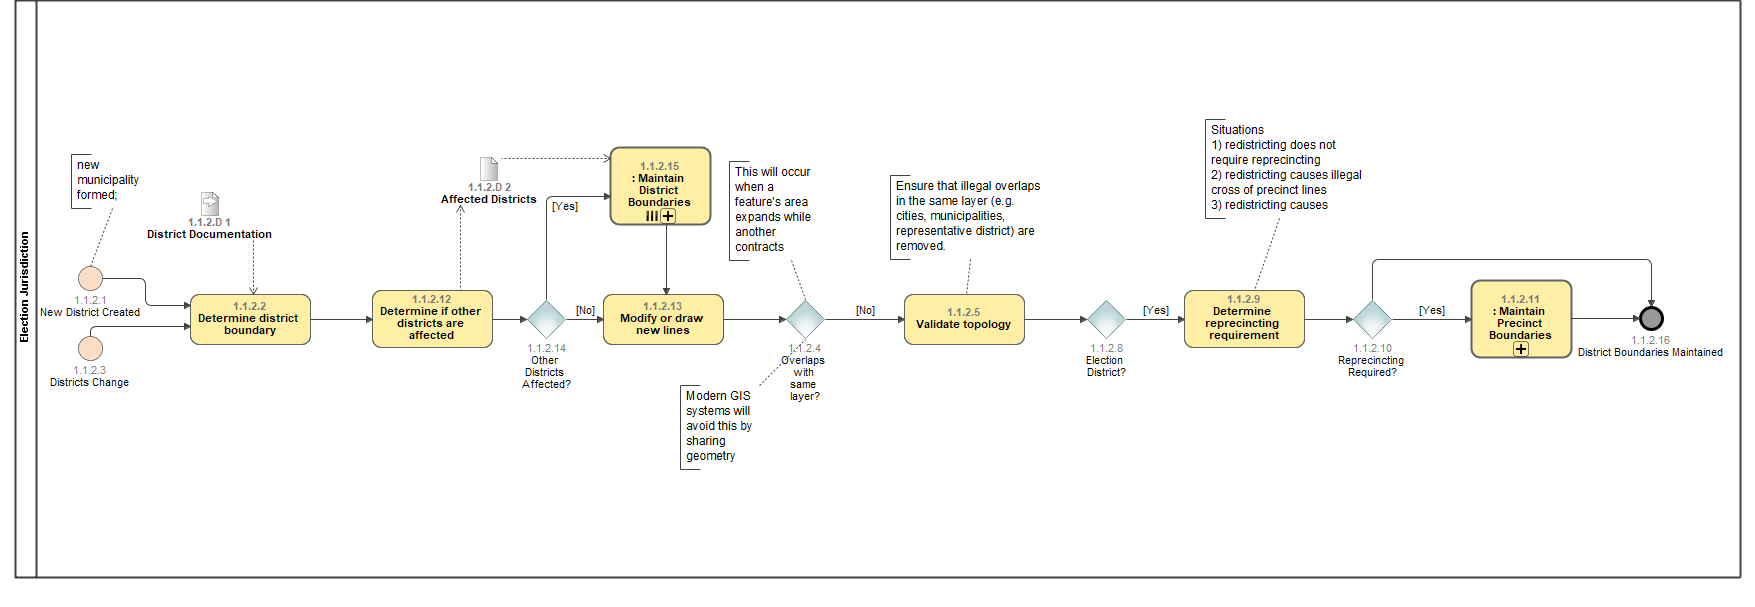 Election Jurisdiction
new
municipality
formed;
1.1.2.D 1
District Documentation
1.1.2.1
New District Created
1.1.2.3
Districts Change
1.1.2.2
Determine district
boundary
1.1.2.12
Determine if other
districts are
affected
1.1.2.D 2
Affected Districts
[Yes]
1.1.2.14
Other
Districts
Affected?
[No]
1.1.2.15
: Maintain
District
Boundaries
1.1.2.13
Modify or draw
new lines
This will occur
when a
feature's area
expands while
another
contracts
1.1.2.4
Overlaps
with
same
layer?
Modern GIS
systems will
avoid this by
sharing
geometry
[No]
Ensure that illegal overlaps
in the same layer (e.g.
cities, municipalities,
representative district) are
removed.
1.1.2.5
Validate topology
1.1.2.8
Election
District?
[Yes]
Situations
1) redistricting does not
require reprecincting
2) redistricting causes illegal
cross of precinct lines
3) redistricting causes
1.1.2.9
Determine
reprecincting
requirement
1.1.2.10
Reprecincting
Required?
[Yes]
1.1.2.11
: Maintain
Precinct
Boundaries
1.1.2.16
District Boundaries Maintained